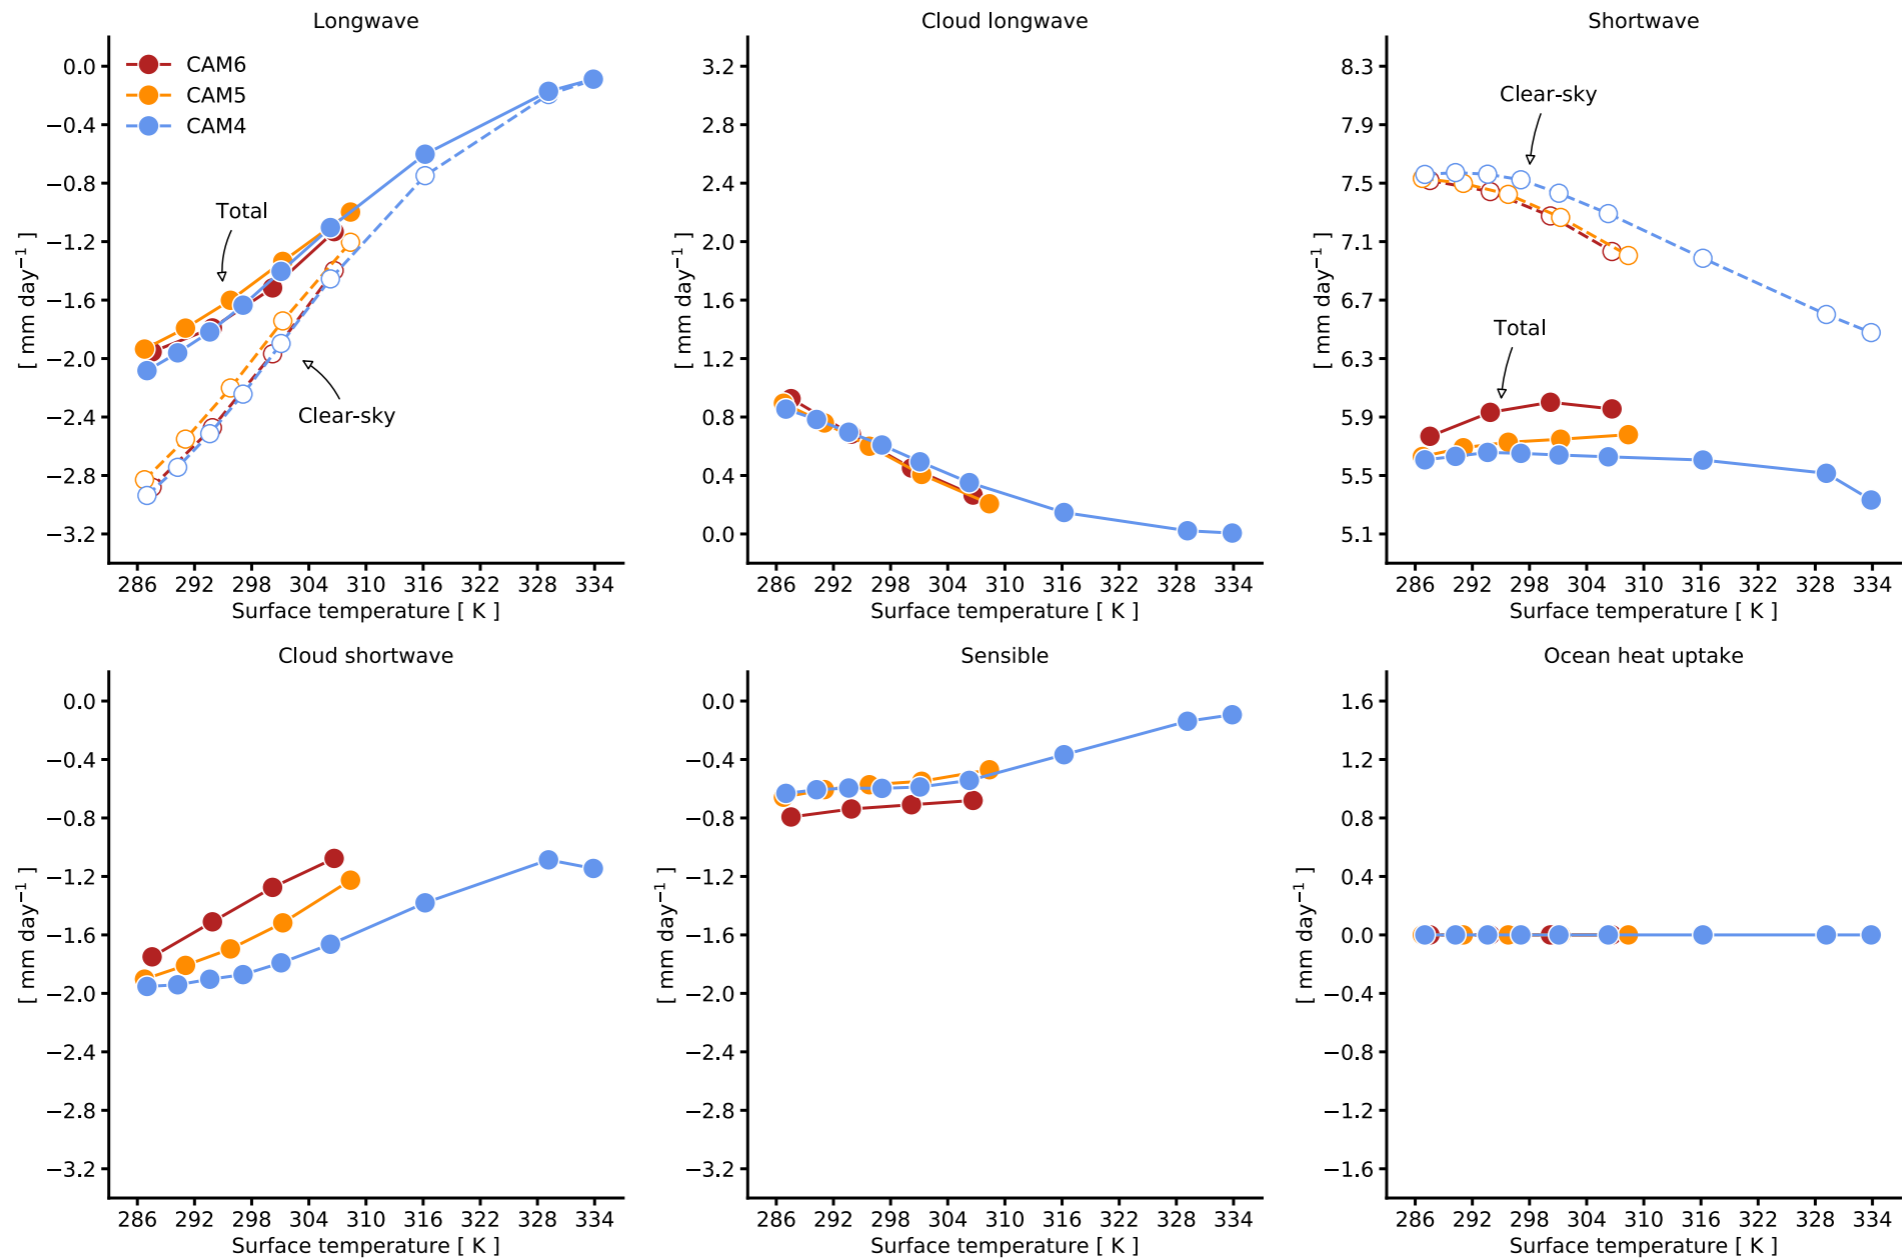 Longwave
0.0
−0.4
−0.8
−1.2
−1.6
−2.0
−2.4
−2.8
−3.2
[ mm day⁻¹ ]
CAM6
CAM5
CAM4
Total
Clear-sky
286 292 298 304 310 316 322 328 334
Surface temperature [ K ]
Cloud longwave
3.2
2.8
2.4
2.0
1.6
1.2
0.8
0.4
0.0
[ mm day⁻¹ ]
286 292 298 304 310 316 322 328 334
Surface temperature [ K ]
Shortwave
8.3
7.9
7.5
7.1
6.7
6.3
5.9
5.5
5.1
[ mm day⁻¹ ]
Clear-sky
Total
286 292 298 304 310 316 322 328 334
Surface temperature [ K ]
Cloud shortwave
0.0
−0.4
−0.8
−1.2
−1.6
−2.0
−2.4
−2.8
−3.2
[ mm day⁻¹ ]
286 292 298 304 310 316 322 328 334
Surface temperature [ K ]
Sensible
0.0
−0.4
−0.8
−1.2
−1.6
−2.0
−2.4
−2.8
−3.2
[ mm day⁻¹ ]
286 292 298 304 310 316 322 328 334
Surface temperature [ K ]
Ocean heat uptake
1.6
1.2
0.8
0.4
0.0
−0.4
−0.8
−1.2
−1.6
[ mm day⁻¹ ]
286 292 298 304 310 316 322 328 334
Surface temperature [ K ]